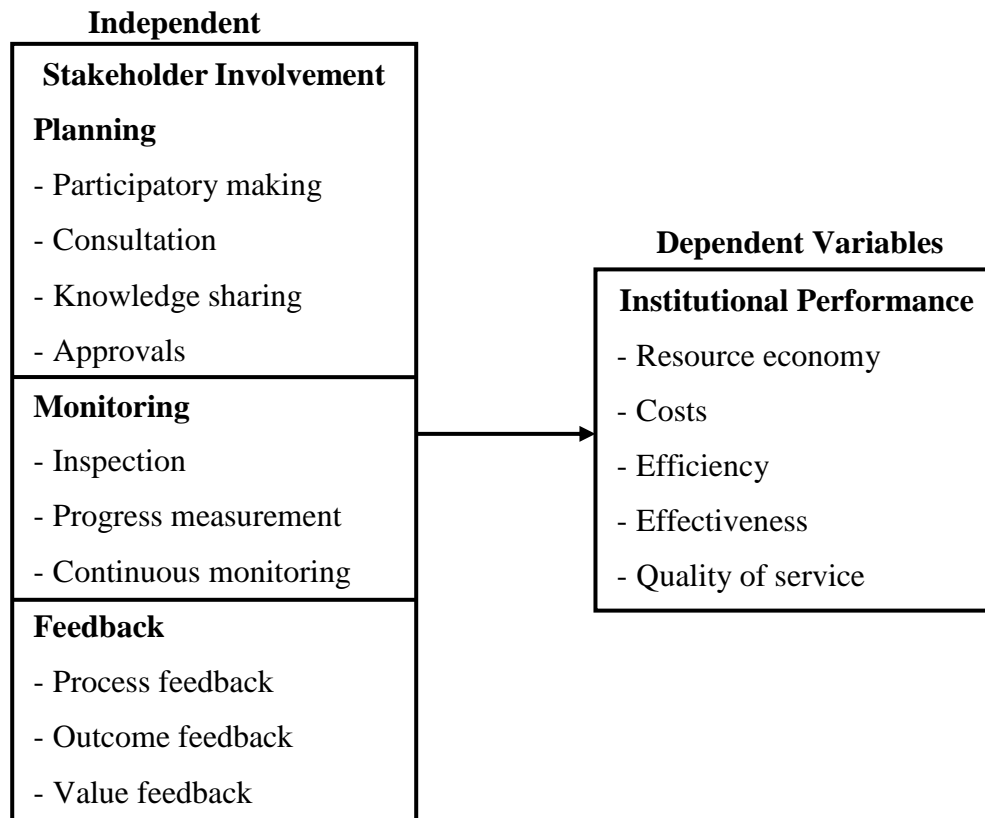 Independent
Stakeholder Involvement
Planning
- Participatory making
- Consultation
- Knowledge sharing
- Approvals
Monitoring
- Inspection
- Progress measurement
- Continuous monitoring
Feedback
- Process feedback
- Outcome feedback
- Value feedback
Dependent Variables
Institutional Performance
- Resource economy
- Costs
- Efficiency
- Effectiveness
- Quality of service